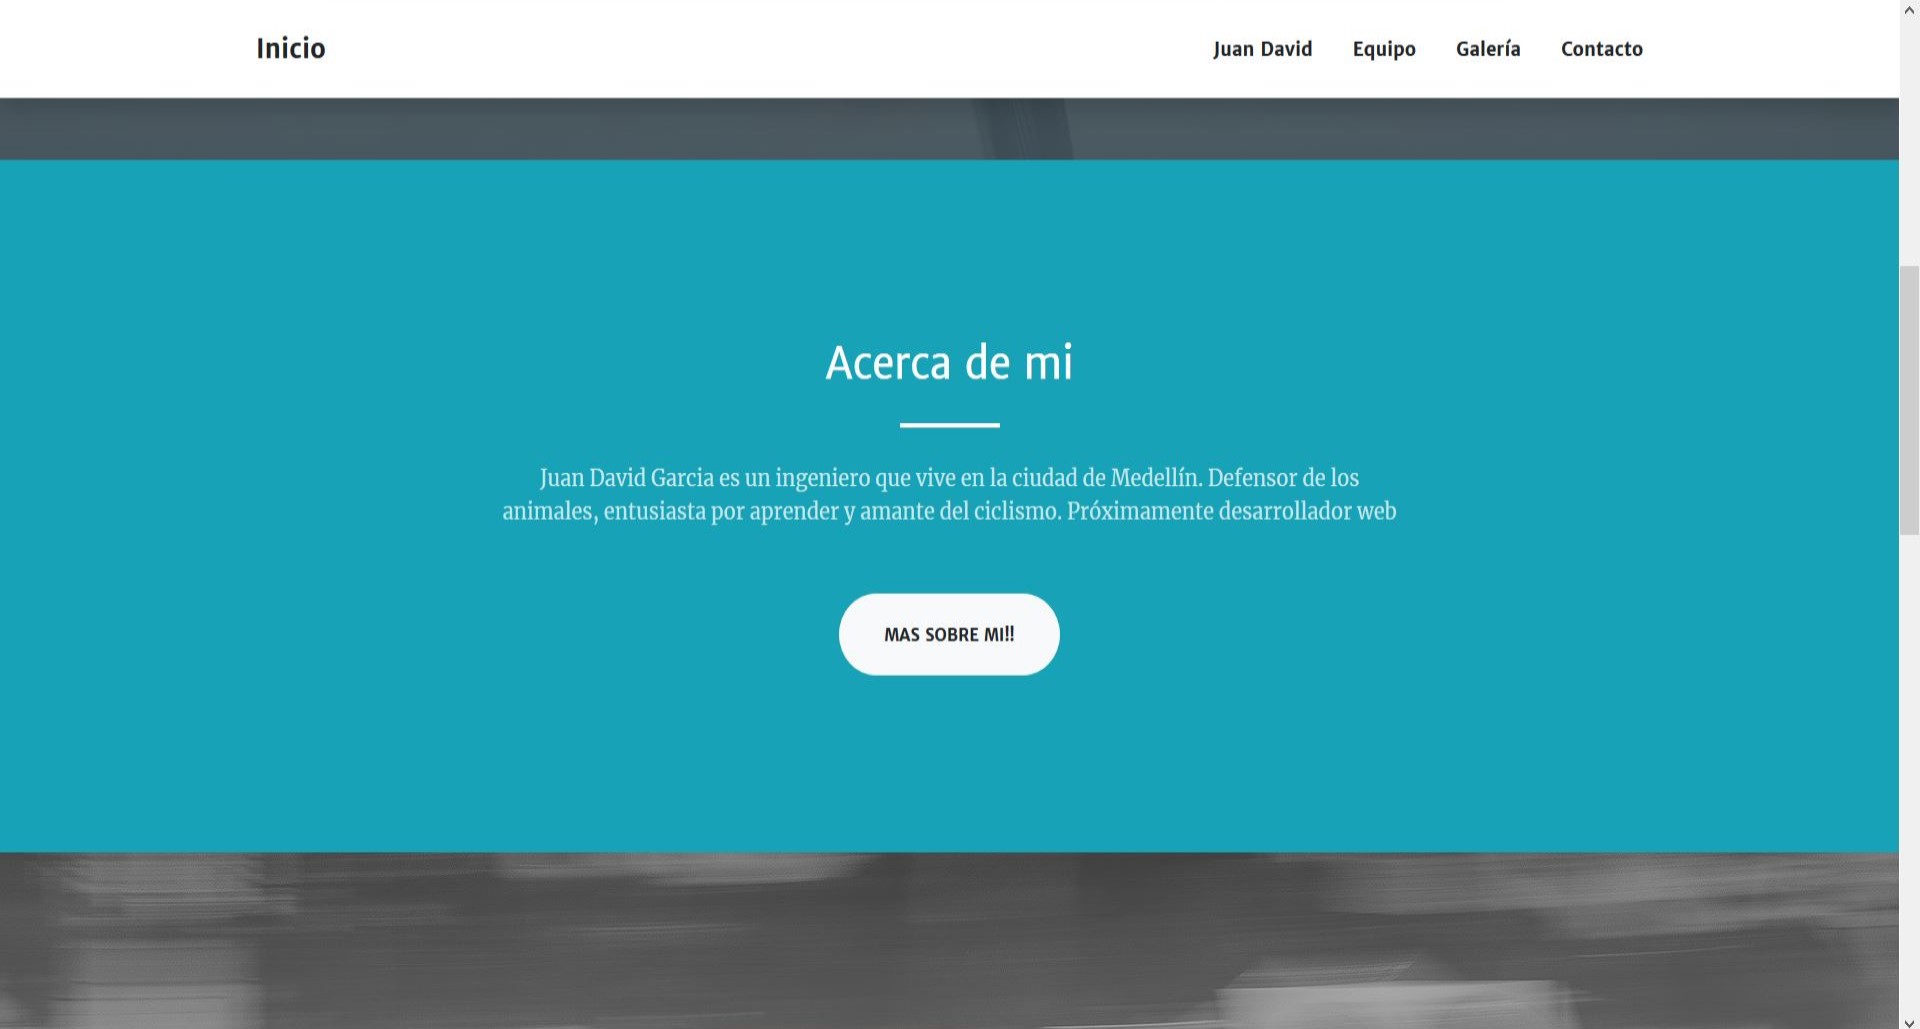 Inicio
Juan David
Equipo
Galería
Contacto
Acerca de mi
Juan David Garcia es un ingeniero que vive en la ciudad de Medellín. Defensor de los
animales, entusiasta por aprender y amante del ciclismo. Próximamente desarrollador web
MAS SOBRE MI!!